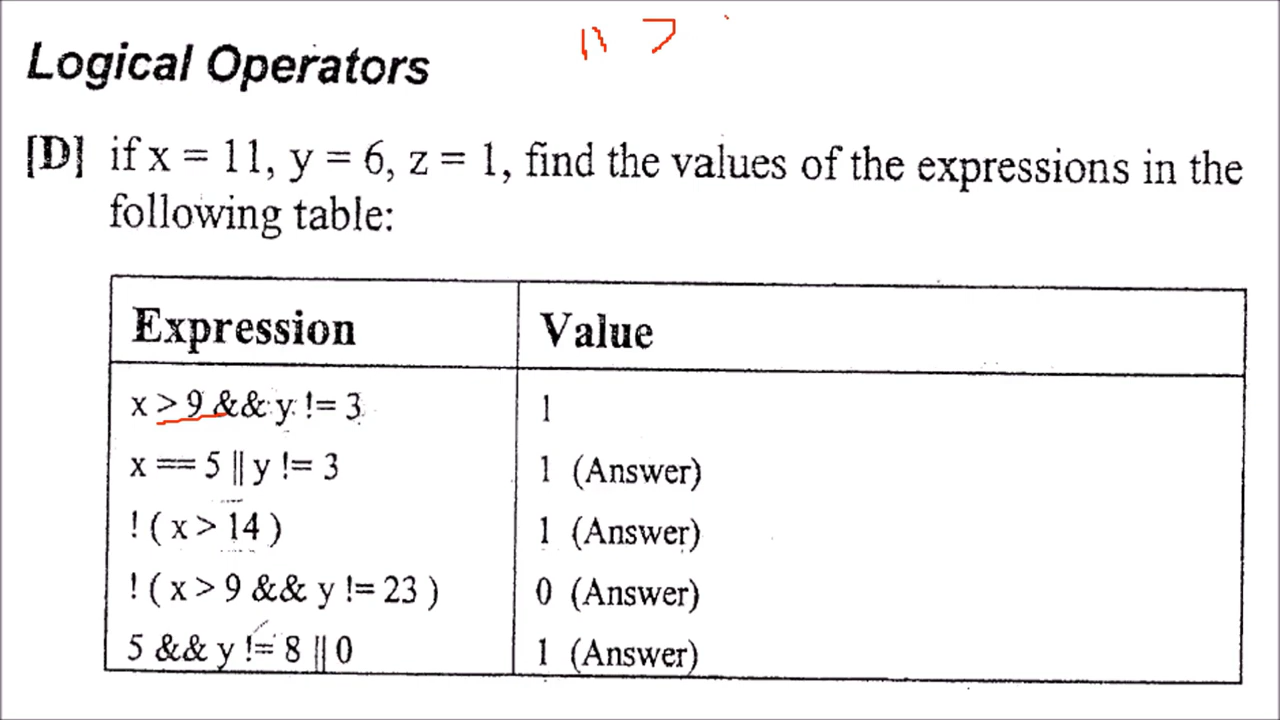 11 >
Logical Operators
[D] if x = 11, y = 6, z = 1, find the values of the expressions in the
following table:
Expression Value
x > 9 && y != 3 1
x == 5 || y != 3 1 (Answer)
! ( x > 14 ) 1 (Answer)
! ( x > 9 && y != 23 ) 0 (Answer)
5 && y != 8 || 0 1 (Answer)